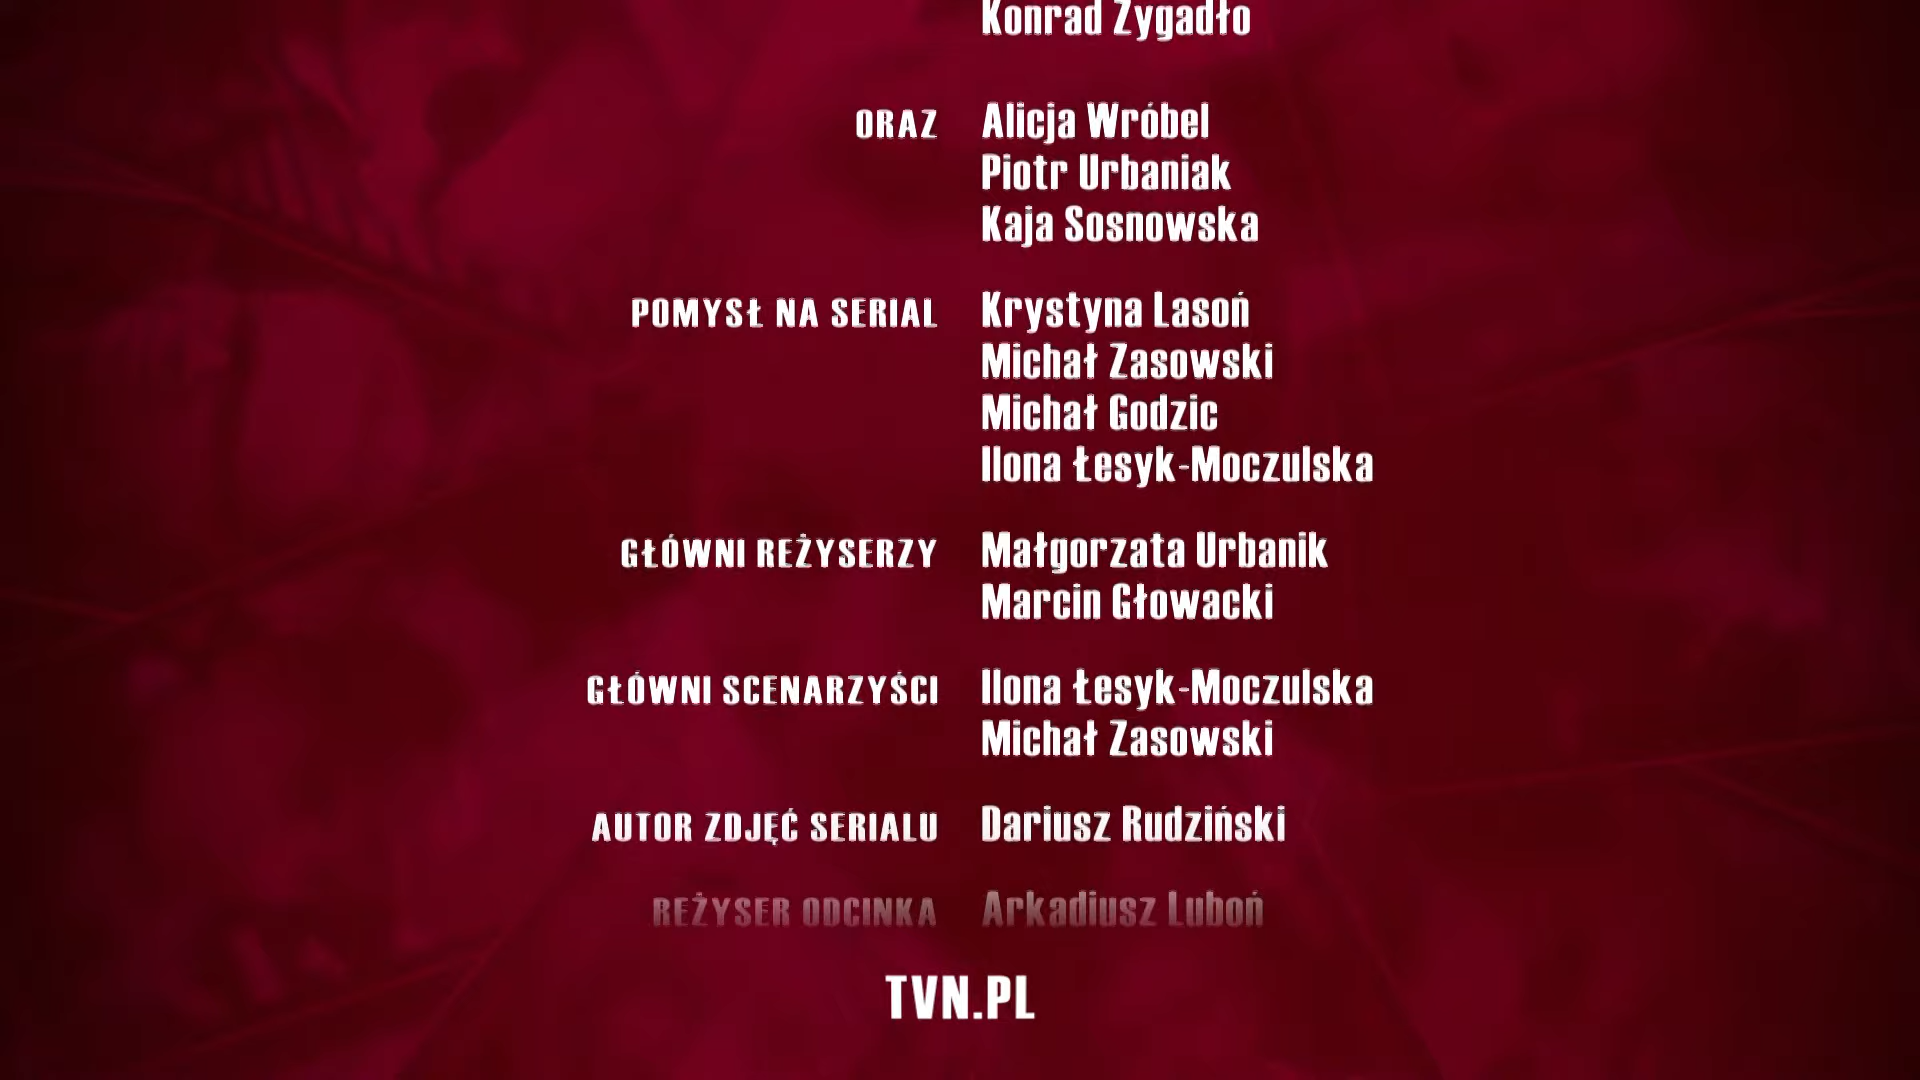 Konrad Zygadło
ORAZ Alicja Wróbel
Piotr Urbaniak
Kaja Sosnowska
POMYSŁ NA SERIAL Krystyna Lasoń
Michał Zasowski
Michał Godzic
Ilona Łesyk-Moczulska
GŁÓWNI REŻYSERZY Małgorzata Urbanik
Marcin Głowacki
GŁÓWNI SCENARZYŚCI Ilona Łesyk-Moczulska
Michał Zasowski
AUTOR ZDJĘĆ SERIALU Dariusz Rudziński
REŻYSER ODCINKA Arkadiusz Luboń
TVN.PL